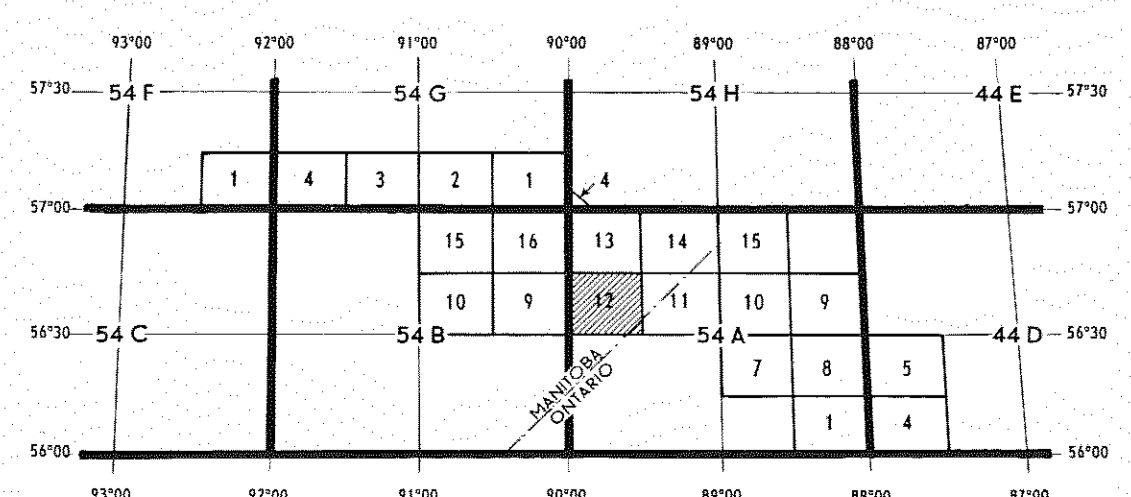 93°00 92°00 91°00 90°00 89°00 88°00 87°00
57°30 54 F 54 G 54 H 44 E 57°30
1 4 3 2 1 4
57°00 57°00
15 16 13 14 15
10 9 12 11 10 9
56°30 54 C 54 B 54 A 44 D 56°30
7 8 5
MANITOBA
ONTARIO
1 4
56°00 56°00
93°00 92°00 91°00 90°00 89°00 88°00 87°00